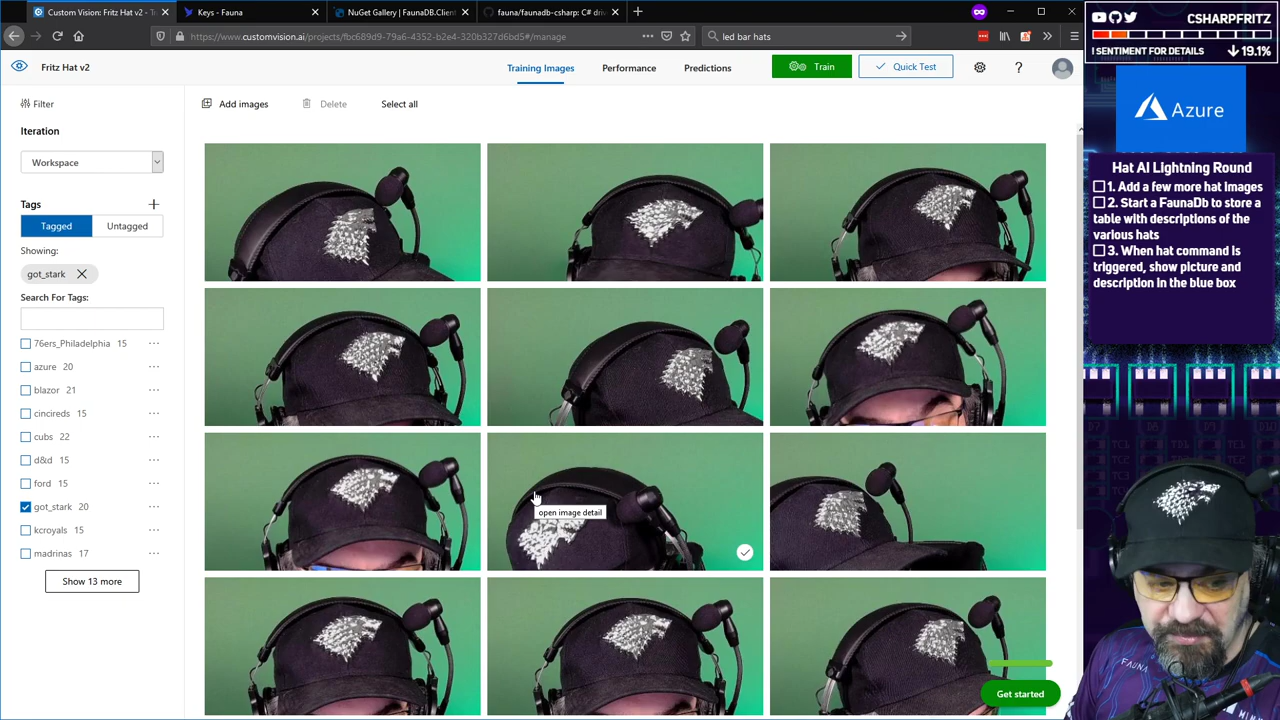 Custom Vision: Fritz Hat v2 - Tr
Keys - Fauna
NuGet Gallery | FaunaDB.Client
fauna/faunadb-csharp: C# driv
https://www.customvision.ai/projects/fbc689d9-79a6-4352-b2e4-320b327d6bd5#/manage
led bar hats
CSHARPFRITZ
! SENTIMENT FOR DETAILS
19.1%
Fritz Hat v2
Training Images
Performance
Predictions
Train
Quick Test
Azure
Filter
Add images
Delete
Select all
Iteration
Workspace
Tags
Tagged
Untagged
Showing:
got_stark
Search For Tags:
76ers_Philadelphia 15
azure 20
blazor 21
cincireds 15
cubs 22
d&d 15
ford 15
got_stark 20
kcroyals 15
madrinas 17
Show 13 more
open image detail
Get started
Hat AI Lightning Round
1. Add a few more hat images
2. Start a FaunaDb to store a
table with descriptions of the
various hats
3. When hat command is
triggered, show picture and
description in the blue box
FAUNA